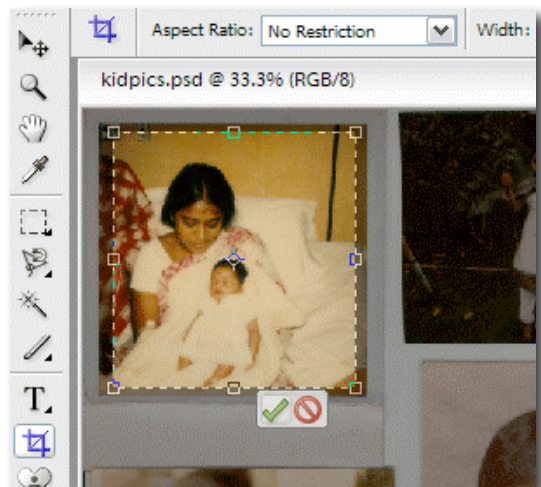 Aspect Ratio: No Restriction Width:
kidpics.psd @ 33.3% (RGB/8)
T